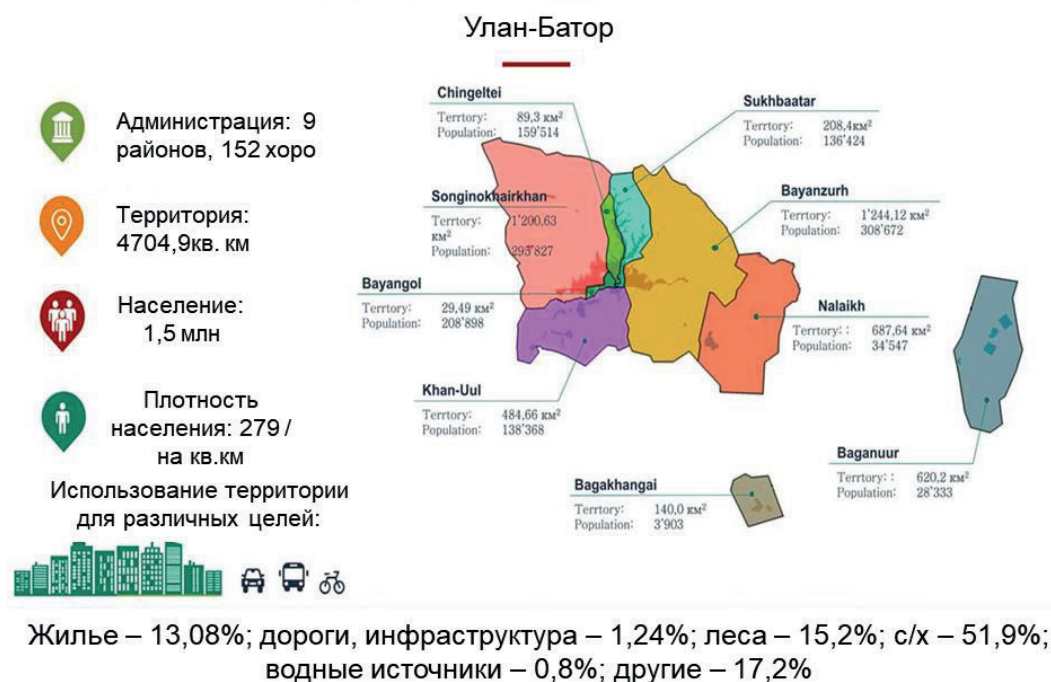 Улан-Батор
Администрация: 9
районов, 152 хоро
Территория:
4704,9кв. км
Население:
1,5 млн
Плотность
населения: 279 /
на кв.км
Использование территории
для различных целей:
Chingeltei
Terrtory: 89,3 км²
Population: 159'514
Sukhbaatar
Terrtory: 208,4км²
Population: 136'424
Songinokhairkhan
Terrtory: 1'200,63
км²
Population: 295'827
Bayanzurh
Terrtory: 1'244,12 км²
Population: 308'672
Bayangol
Terrtory: 29,49 км²
Population: 208'898
Nalaikh
Terrtory: : 687,64 км²
Population: 34'547
Khan-Uul
Terrtory: 484,66 км²
Population: 138'368
Baganuur
Terrtory: : 620,2 км²
Population: 28'333
Bagakhangai
Terrtory: 140,0 км²
Population: 3'903
Жилье – 13,08%; дороги, инфраструктура – 1,24%; леса – 15,2%; с/х – 51,9%;
водные источники – 0,8%; другие – 17,2%